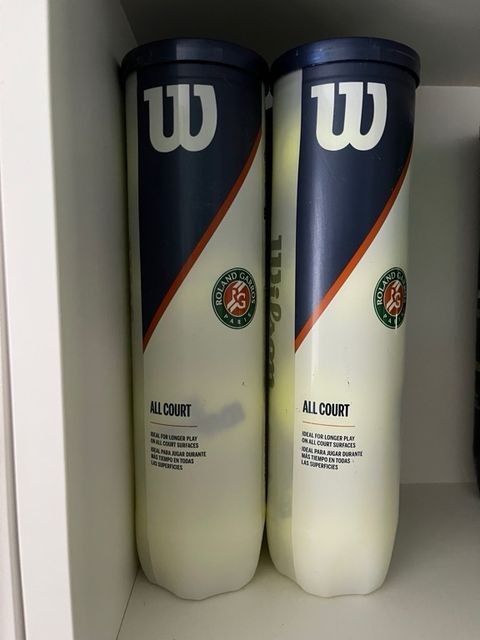 W
ROLAND GARROS
PARIS
ALL COURT
IDEAL FOR LONGER PLAY
ON ALL COURT SURFACES
IDEAL PARA JUGAR DURANTE
MÁS TIEMPO EN TODAS
LAS SUPERFICIES
Wilson
W
ROLAND GARROS
PARIS
ALL COURT
IDEAL FOR LONGER PLAY
ON ALL COURT SURFACES
IDEAL PARA JUGAR DURANTE
MÁS TIEMPO EN TODAS
LAS SUPERFICIES